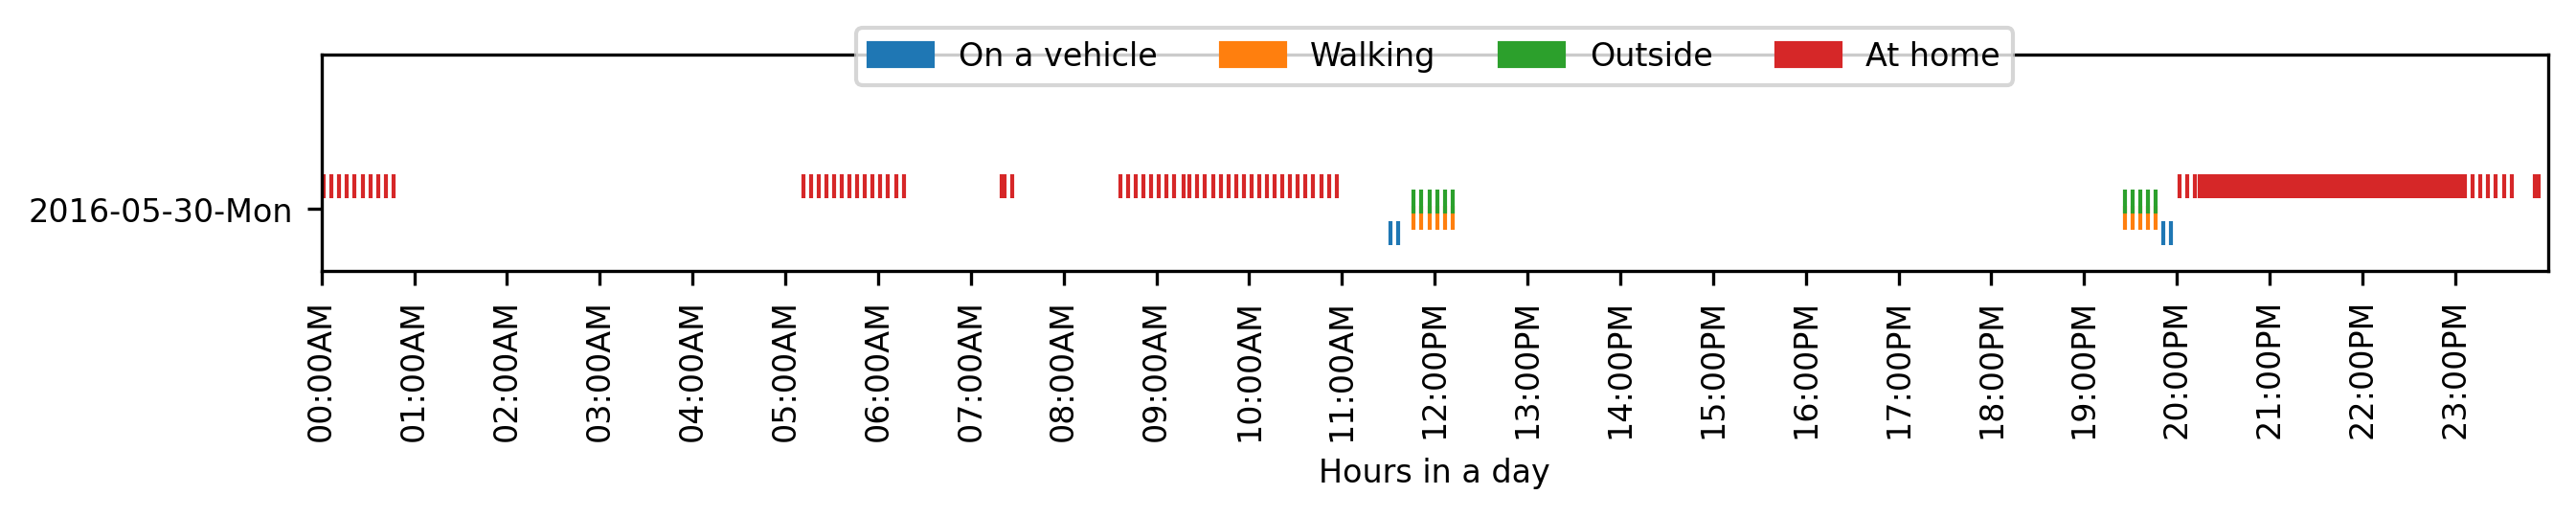 On a vehicle Walking Outside At home
2016-05-30-Mon
00:00AM 01:00AM 02:00AM 03:00AM 04:00AM 05:00AM 06:00AM 07:00AM 08:00AM 09:00AM 10:00AM 11:00AM 12:00PM 13:00PM 14:00PM 15:00PM 16:00PM 17:00PM 18:00PM 19:00PM 20:00PM 21:00PM 22:00PM 23:00PM
Hours in a day